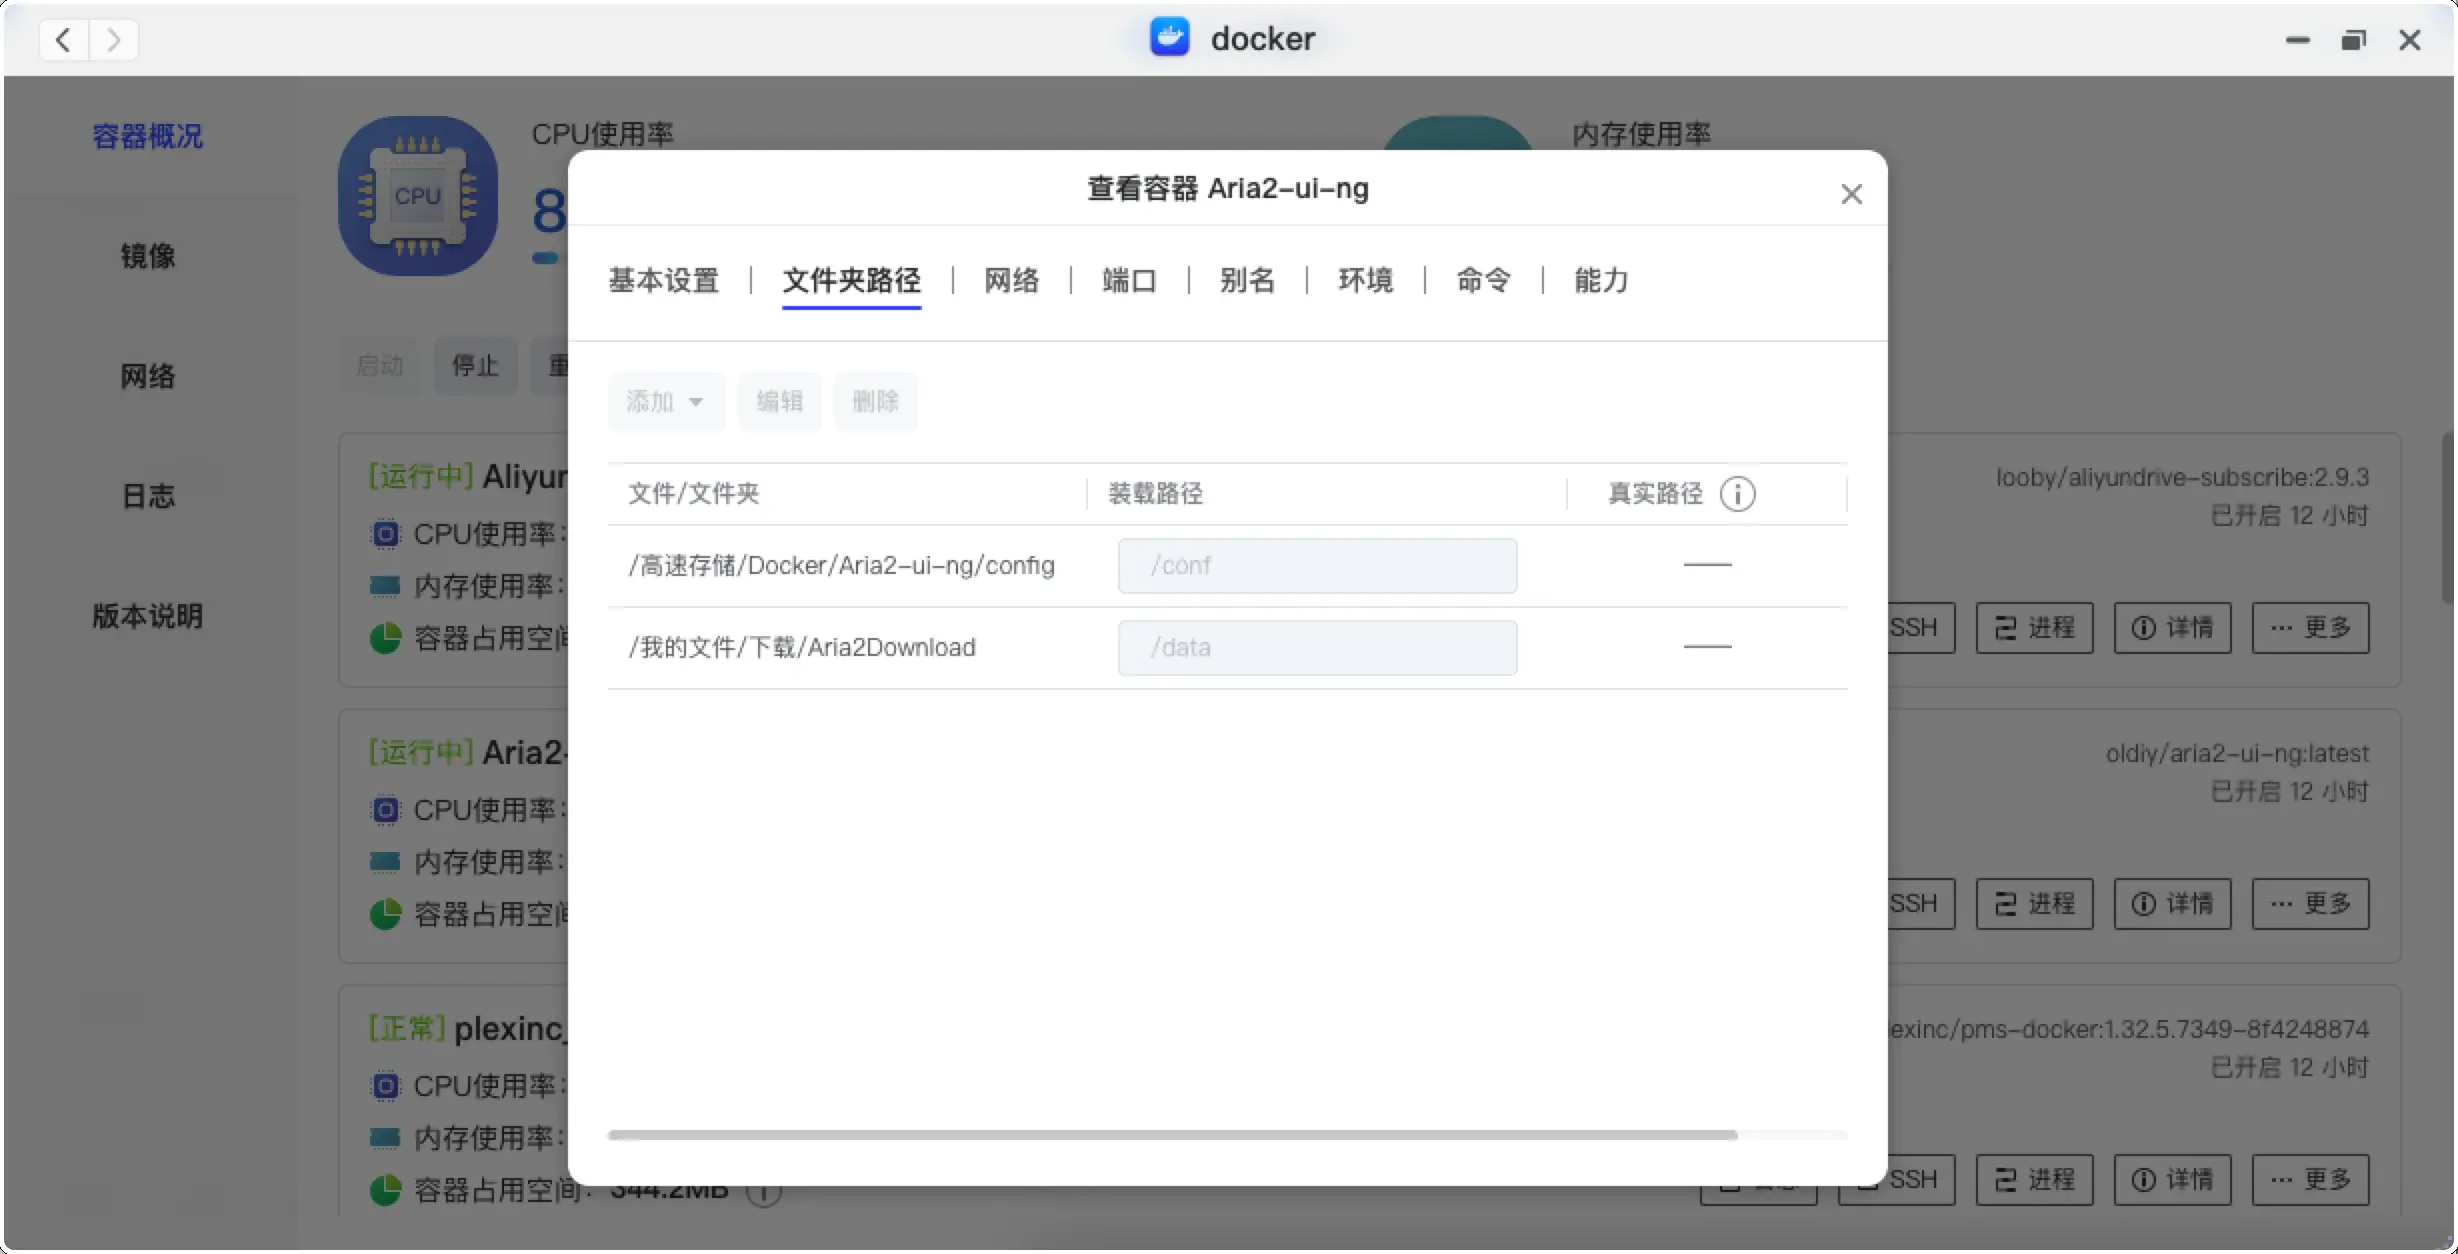 docker
容器概况
镜像
网络
日志
版本说明
CPU
CPU使用率
8
内存使用率
启动
停止
重
[运行中] Aliyun
CPU使用率:
内存使用率:
容器占用空间
looby/aliyundrive-subscribe:2.9.3
已开启 12 小时
SSH
进程
详情
··· 更多
[运行中] Aria2-
CPU使用率:
内存使用率:
容器占用空间
oldiy/aria2-ui-ng:latest
已开启 12 小时
SSH
进程
详情
··· 更多
[正常] plexinc_
CPU使用率:
内存使用率:
容器占用空间: 344.2MB
lexinc/pms-docker:1.32.5.7349-8f4248874
已开启 12 小时
SSH
进程
详情
··· 更多
查看容器 Aria2-ui-ng
基本设置 | 文件夹路径 | 网络 | 端口 | 别名 | 环境 | 命令 | 能力
添加
编辑
删除
文件/文件夹
装载路径
真实路径
/高速存储/Docker/Aria2-ui-ng/config
/conf
——
/我的文件/下载/Aria2Download
/data
——